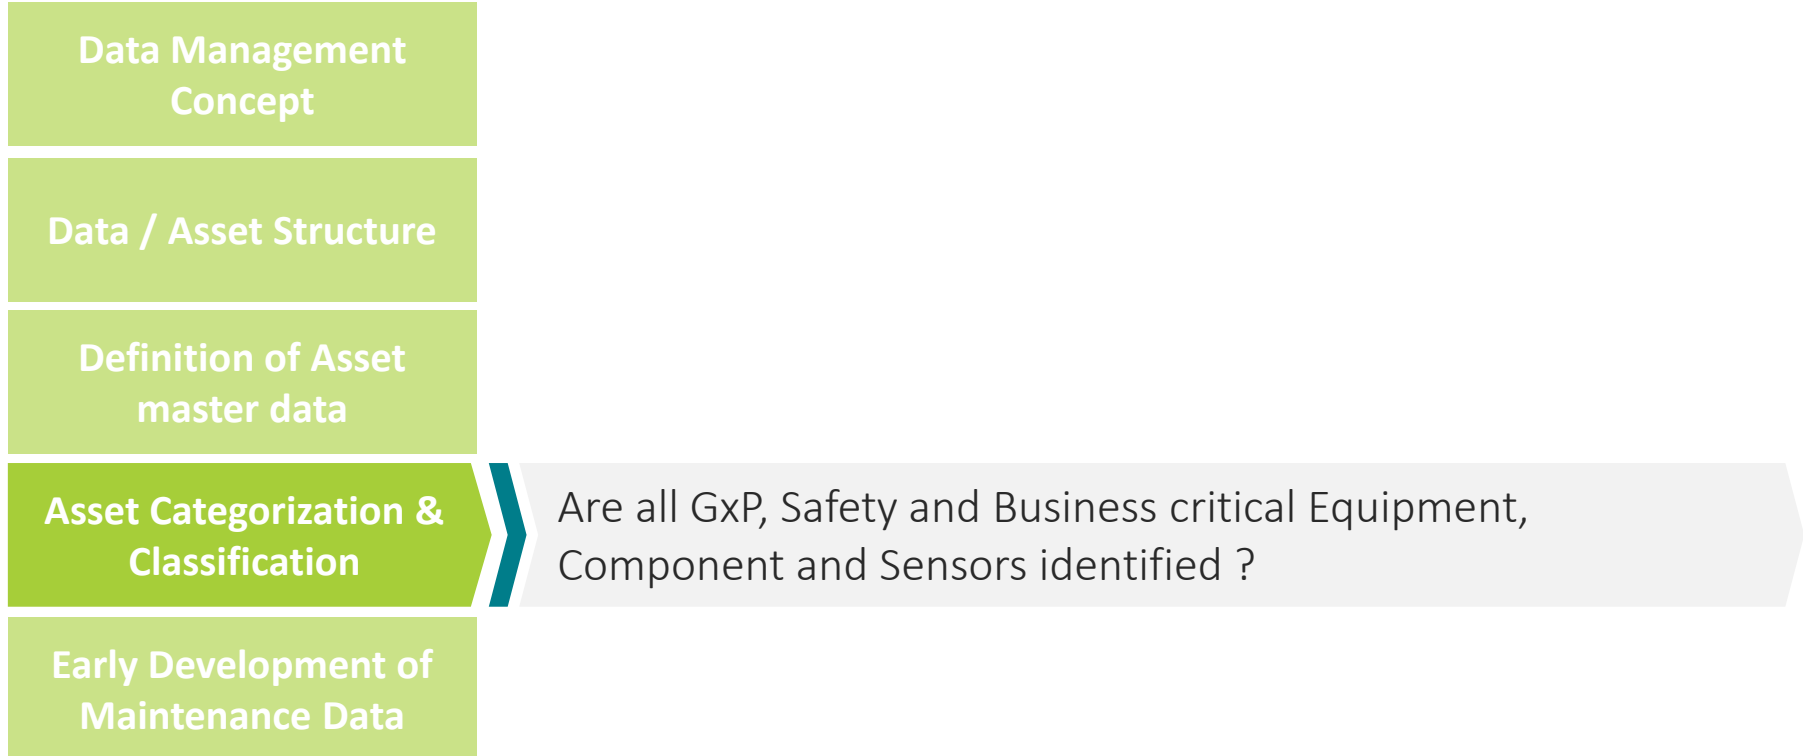 Data Management
Concept
Data / Asset Structure
Definition of Asset
master data
Asset Categorization &
Classification
Are all GxP, Safety and Business critical Equipment,
Component and Sensors identified ?
Early Development of
Maintenance Data